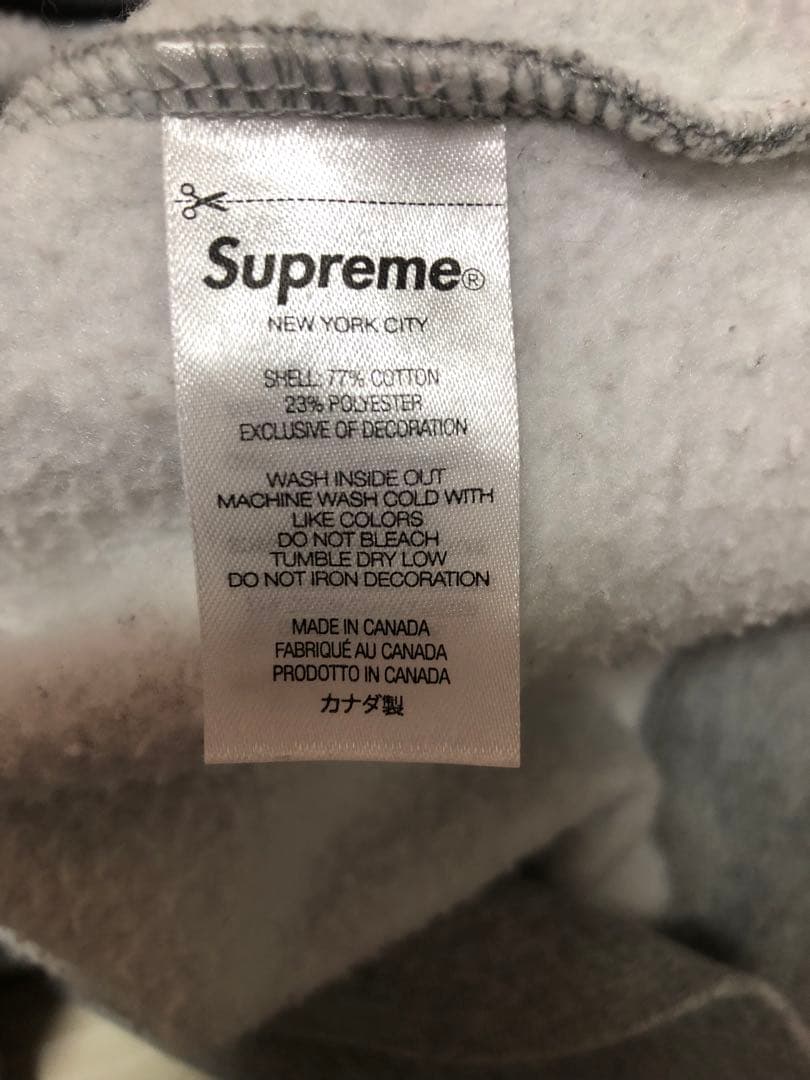 Supreme®
NEW YORK CITY
SHELL: 77% COTTON
23% POLYESTER
EXCLUSIVE OF DECORATION
WASH INSIDE OUT
MACHINE WASH COLD WITH
LIKE COLORS
DO NOT BLEACH
TUMBLE DRY LOW
DO NOT IRON DECORATION
MADE IN CANADA
FABRIQUÉ AU CANADA
PRODOTTO IN CANADA
カナダ製